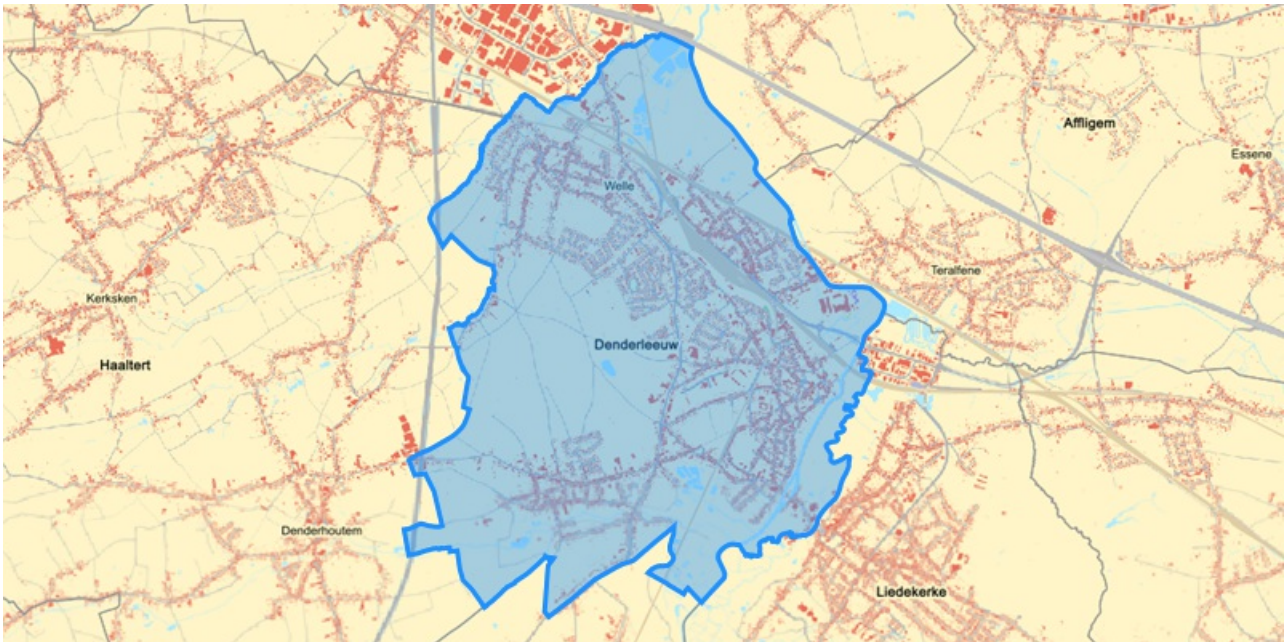 Affligem
Essene
Welle
Teralfene
Kerksken
Denderleeuw
Haaltert
Denderhoutem
Liedekerke